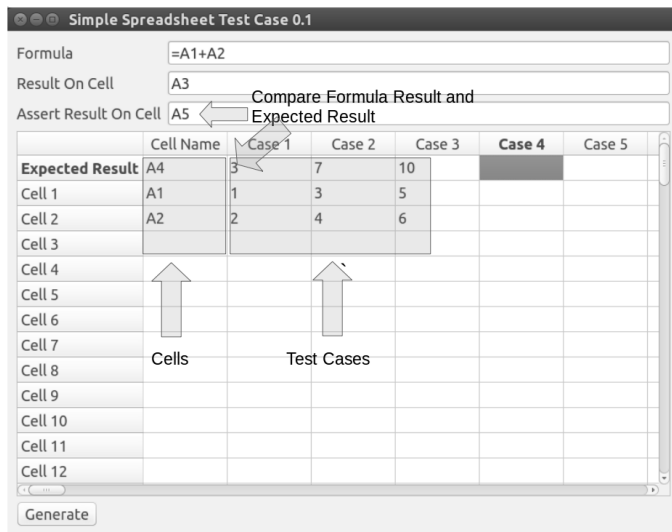 Simple Spreadsheet Test Case 0.1
Formula =A1+A2
Result On Cell A3
Assert Result On Cell A5
Compare Formula Result and
Expected Result
Cell Name Case 1 Case 2 Case 3 Case 4 Case 5
Expected Result A4 3 7 10
Cell 1 A1 1 3 5
Cell 2 A2 2 4 6
Cell 3
Cell 4 `
Cell 5
Cell 6
Cell 7
Cells Test Cases
Cell 8
Cell 9
Cell 10
Cell 11
Cell 12
Generate